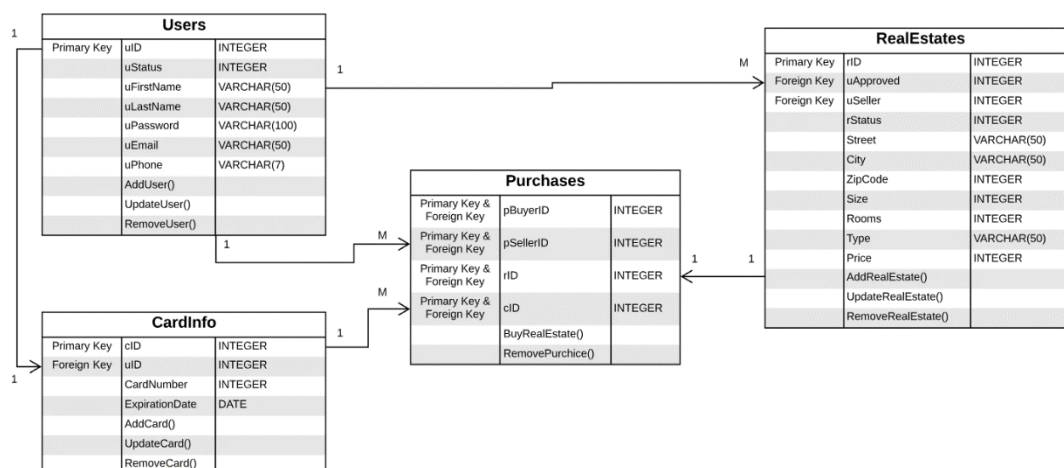 Users
Primary Key uID INTEGER
uStatus INTEGER
uFirstName VARCHAR(50)
uLastName VARCHAR(50)
uPassword VARCHAR(100)
uEmail VARCHAR(50)
uPhone VARCHAR(7)
AddUser()
UpdateUser()
RemoveUser()
1
1
M
1
M
RealEstates
Primary Key rID INTEGER
Foreign Key uApproved INTEGER
Foreign Key uSeller INTEGER
rStatus INTEGER
Street VARCHAR(50)
City VARCHAR(50)
ZipCode INTEGER
Size INTEGER
Rooms INTEGER
Type VARCHAR(50)
Price INTEGER
AddRealEstate()
UpdateRealEstate()
RemoveRealEstate()
Purchases
Primary Key &
Foreign Key pBuyerID INTEGER
Primary Key &
Foreign Key pSellerID INTEGER
Primary Key &
Foreign Key rID INTEGER
Primary Key &
Foreign Key cID INTEGER
BuyRealEstate()
RemovePurchice()
1
1
M
1
1
CardInfo
Primary Key cID INTEGER
Foreign Key uID INTEGER
CardNumber INTEGER
ExpirationDate DATE
AddCard()
UpdateCard()
RemoveCard()